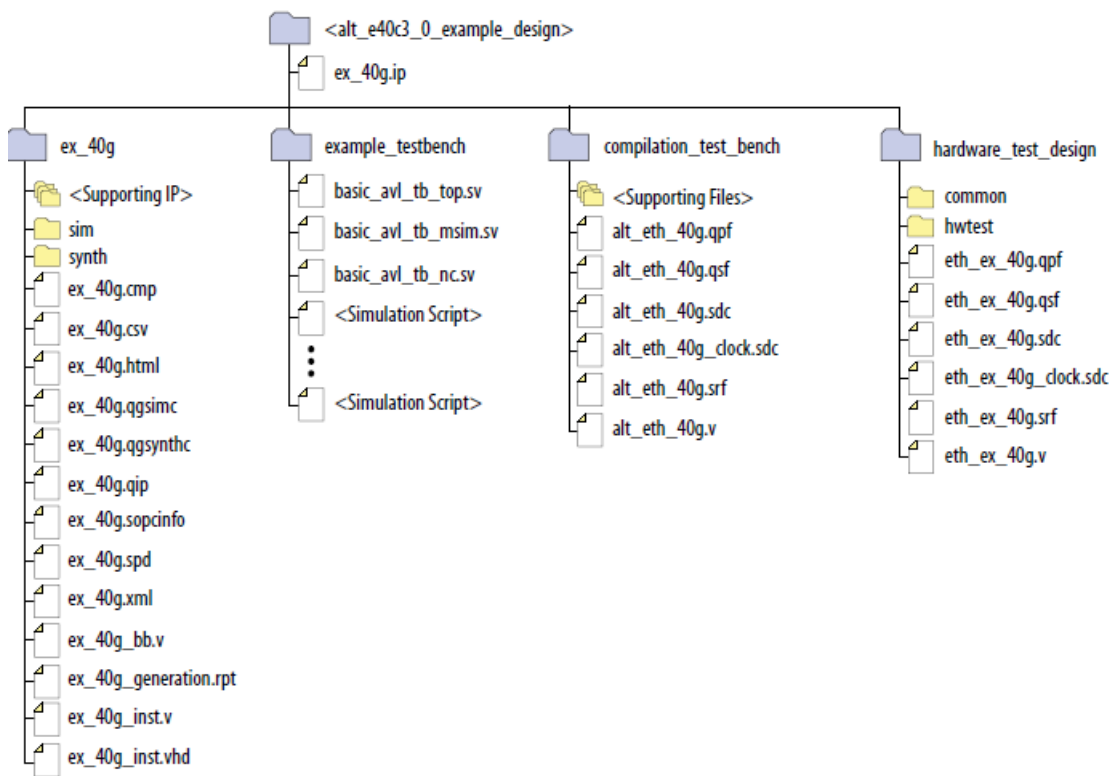 <alt_e40c3_0_example_design>
ex_40g.ip
ex_40g
<Supporting IP>
sim
synth
ex_40g.cmp
ex_40g.csv
ex_40g.html
ex_40g.qgsimc
ex_40g.qgsynthc
ex_40g.qip
ex_40g.sopcinfo
ex_40g.spd
ex_40g.xml
ex_40g_bb.v
ex_40g_generation.rpt
ex_40g_inst.v
ex_40g_inst.vhd
example_testbench
basic_avl_tb_top.sv
basic_avl_tb_msim.sv
basic_avl_tb_nc.sv
<Simulation Script>
<Simulation Script>
compilation_test_bench
<Supporting Files>
alt_eth_40g.qpf
alt_eth_40g.qsf
alt_eth_40g.sdc
alt_eth_40g_clock.sdc
alt_eth_40g.srf
alt_eth_40g.v
hardware_test_design
common
hwtest
eth_ex_40g.qpf
eth_ex_40g.qsf
eth_ex_40g.sdc
eth_ex_40g_clock.sdc
eth_ex_40g.srf
eth_ex_40g.v